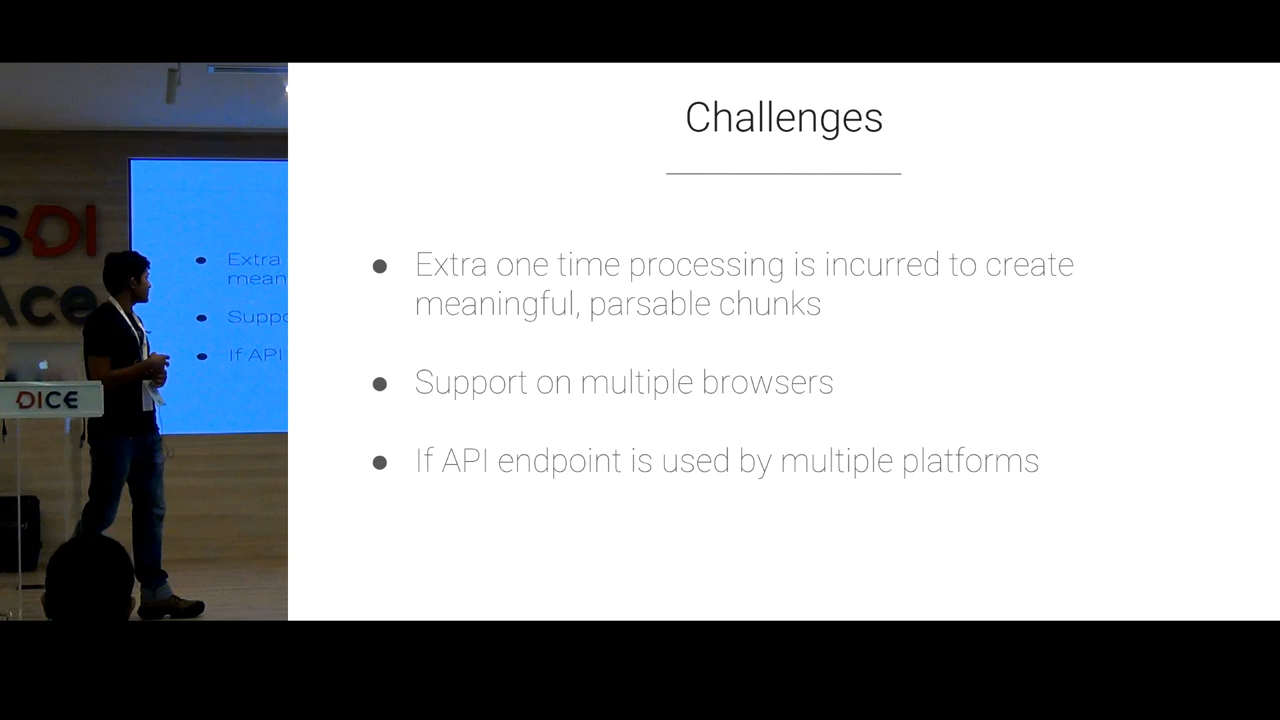 Challenges
● Extra one time processing is incurred to create
meaningful, parsable chunks
● Support on multiple browsers
● If API endpoint is used by multiple platforms
SDI
Ace
● Extra
mean
● Suppo
● If API
DICE